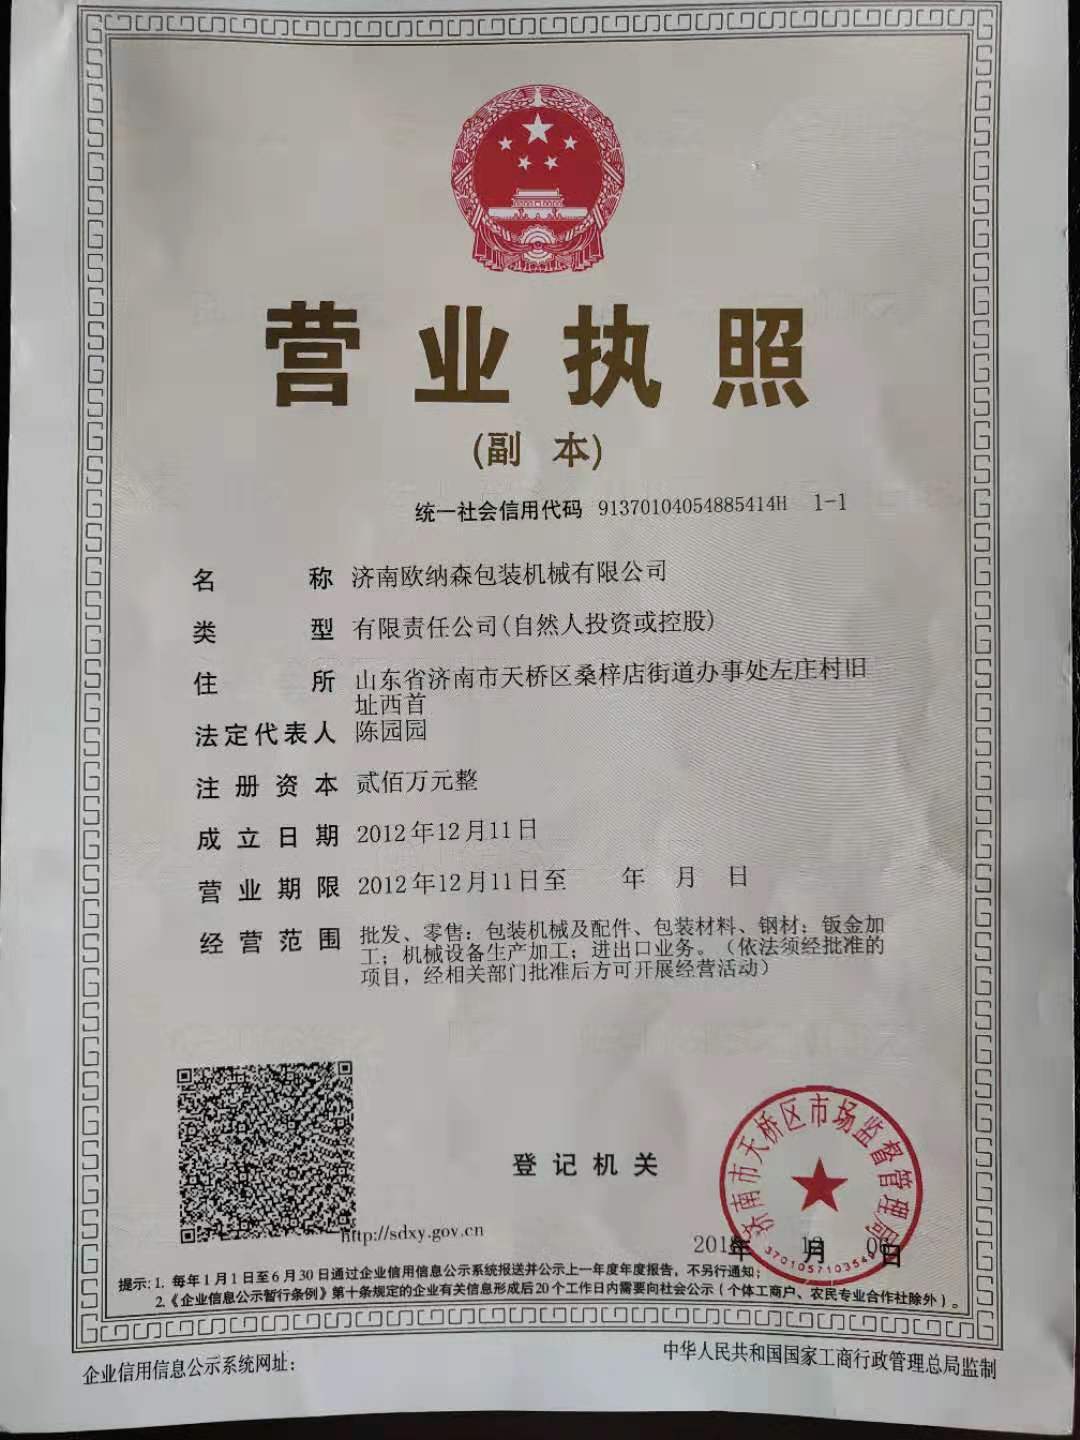 营业执照
(副 本)
统一社会信用代码 91370104054885414H 1-1
名 称 济南欧纳森包装机械有限公司
类 型 有限责任公司(自然人投资或控股)
住 所 山东省济南市天桥区桑梓店街道办事处左庄村旧
址西首
法定代表人 陈园园
注册资本 贰佰万元整
成立日期 2012年12月11日
营业期限 2012年12月11日至 年 月 日
经营范围 批发、零售：包装机械及配件、包装材料、钢材；钣金加
工；机械设备生产加工；进出口业务。（依法须经批准的
项目，经相关部门批准后方可开展经营活动）
济南市天桥区市场监督管理局
登记机关
http://sdxy.gov.cn
年 月 日
提示：1. 每年1月1日至6月30日通过企业信用信息公示系统报送并公示上一年度年度报告，不另行通知；
2.《企业信息公示暂行条例》第十条规定的企业有关信息形成后20个工作日内需要向社会公示（个体工商户、农民专业合作社除外）。
企业信用信息公示系统网址：
中华人民共和国国家工商行政管理总局监制